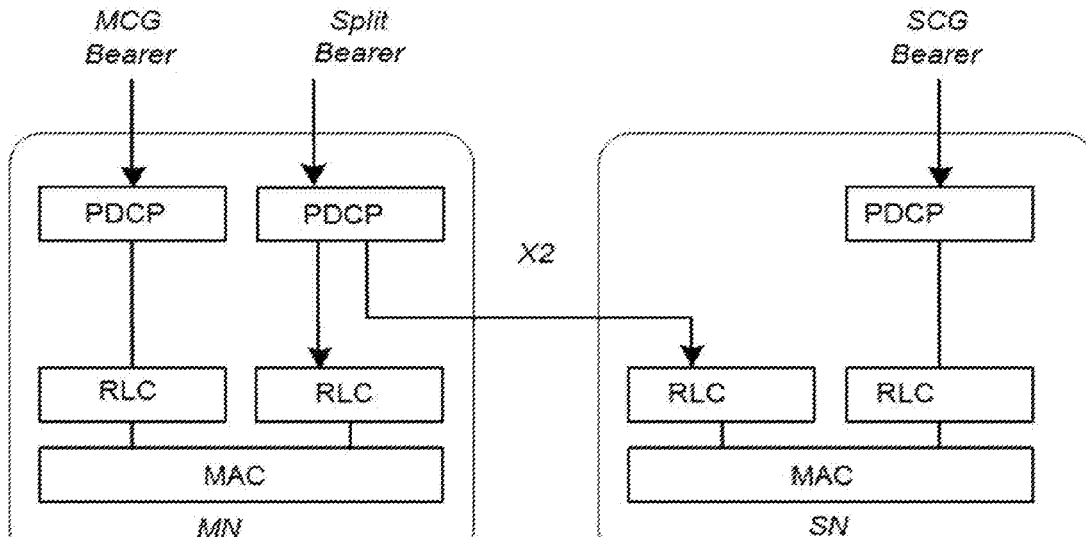 MCG
Bearer
Split
Bearer
SCG
Bearer
PDCP
PDCP
PDCP
X2
RLC
RLC
RLC
RLC
MAC
MAC
MN
SN